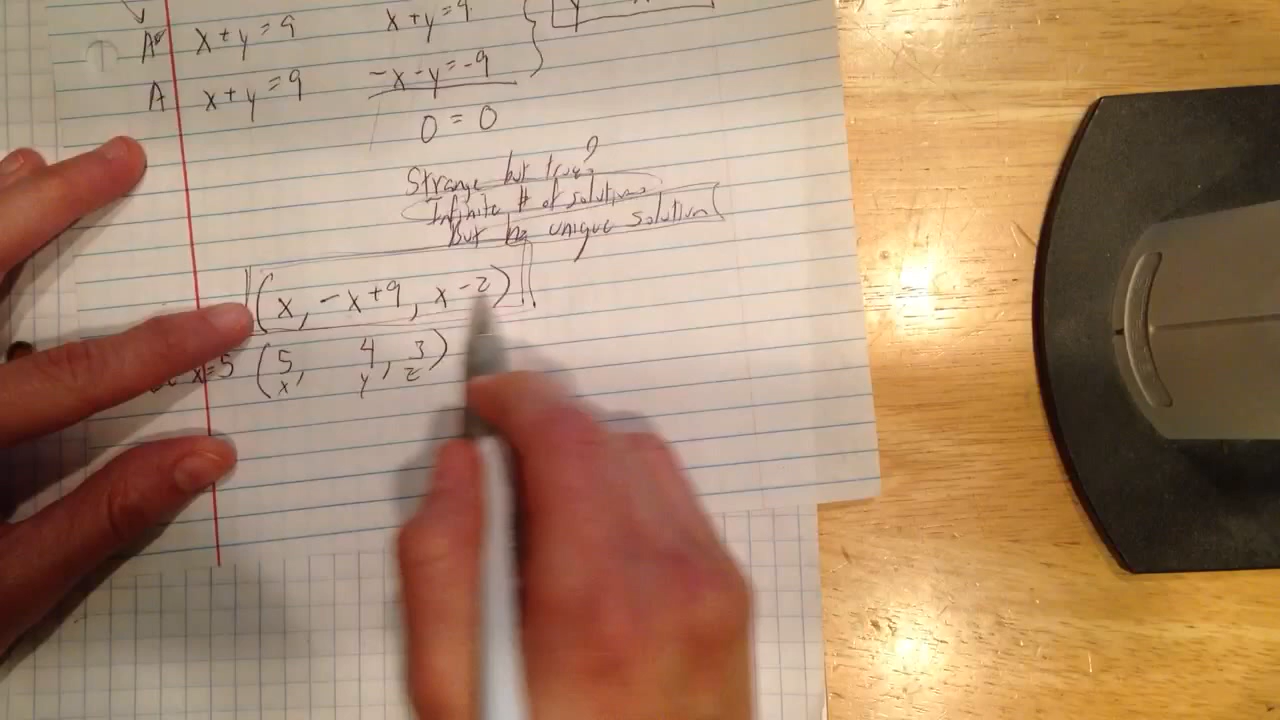 x + y = 9
A x + y = 9
x + y = 9
A x + y = 9
-x - y = -9
0 = 0
Strange but true?
Infinite # of solutions
But no unique solution
(x, -x+9, x-2)
x=5 (5, 4, 3)
x y z